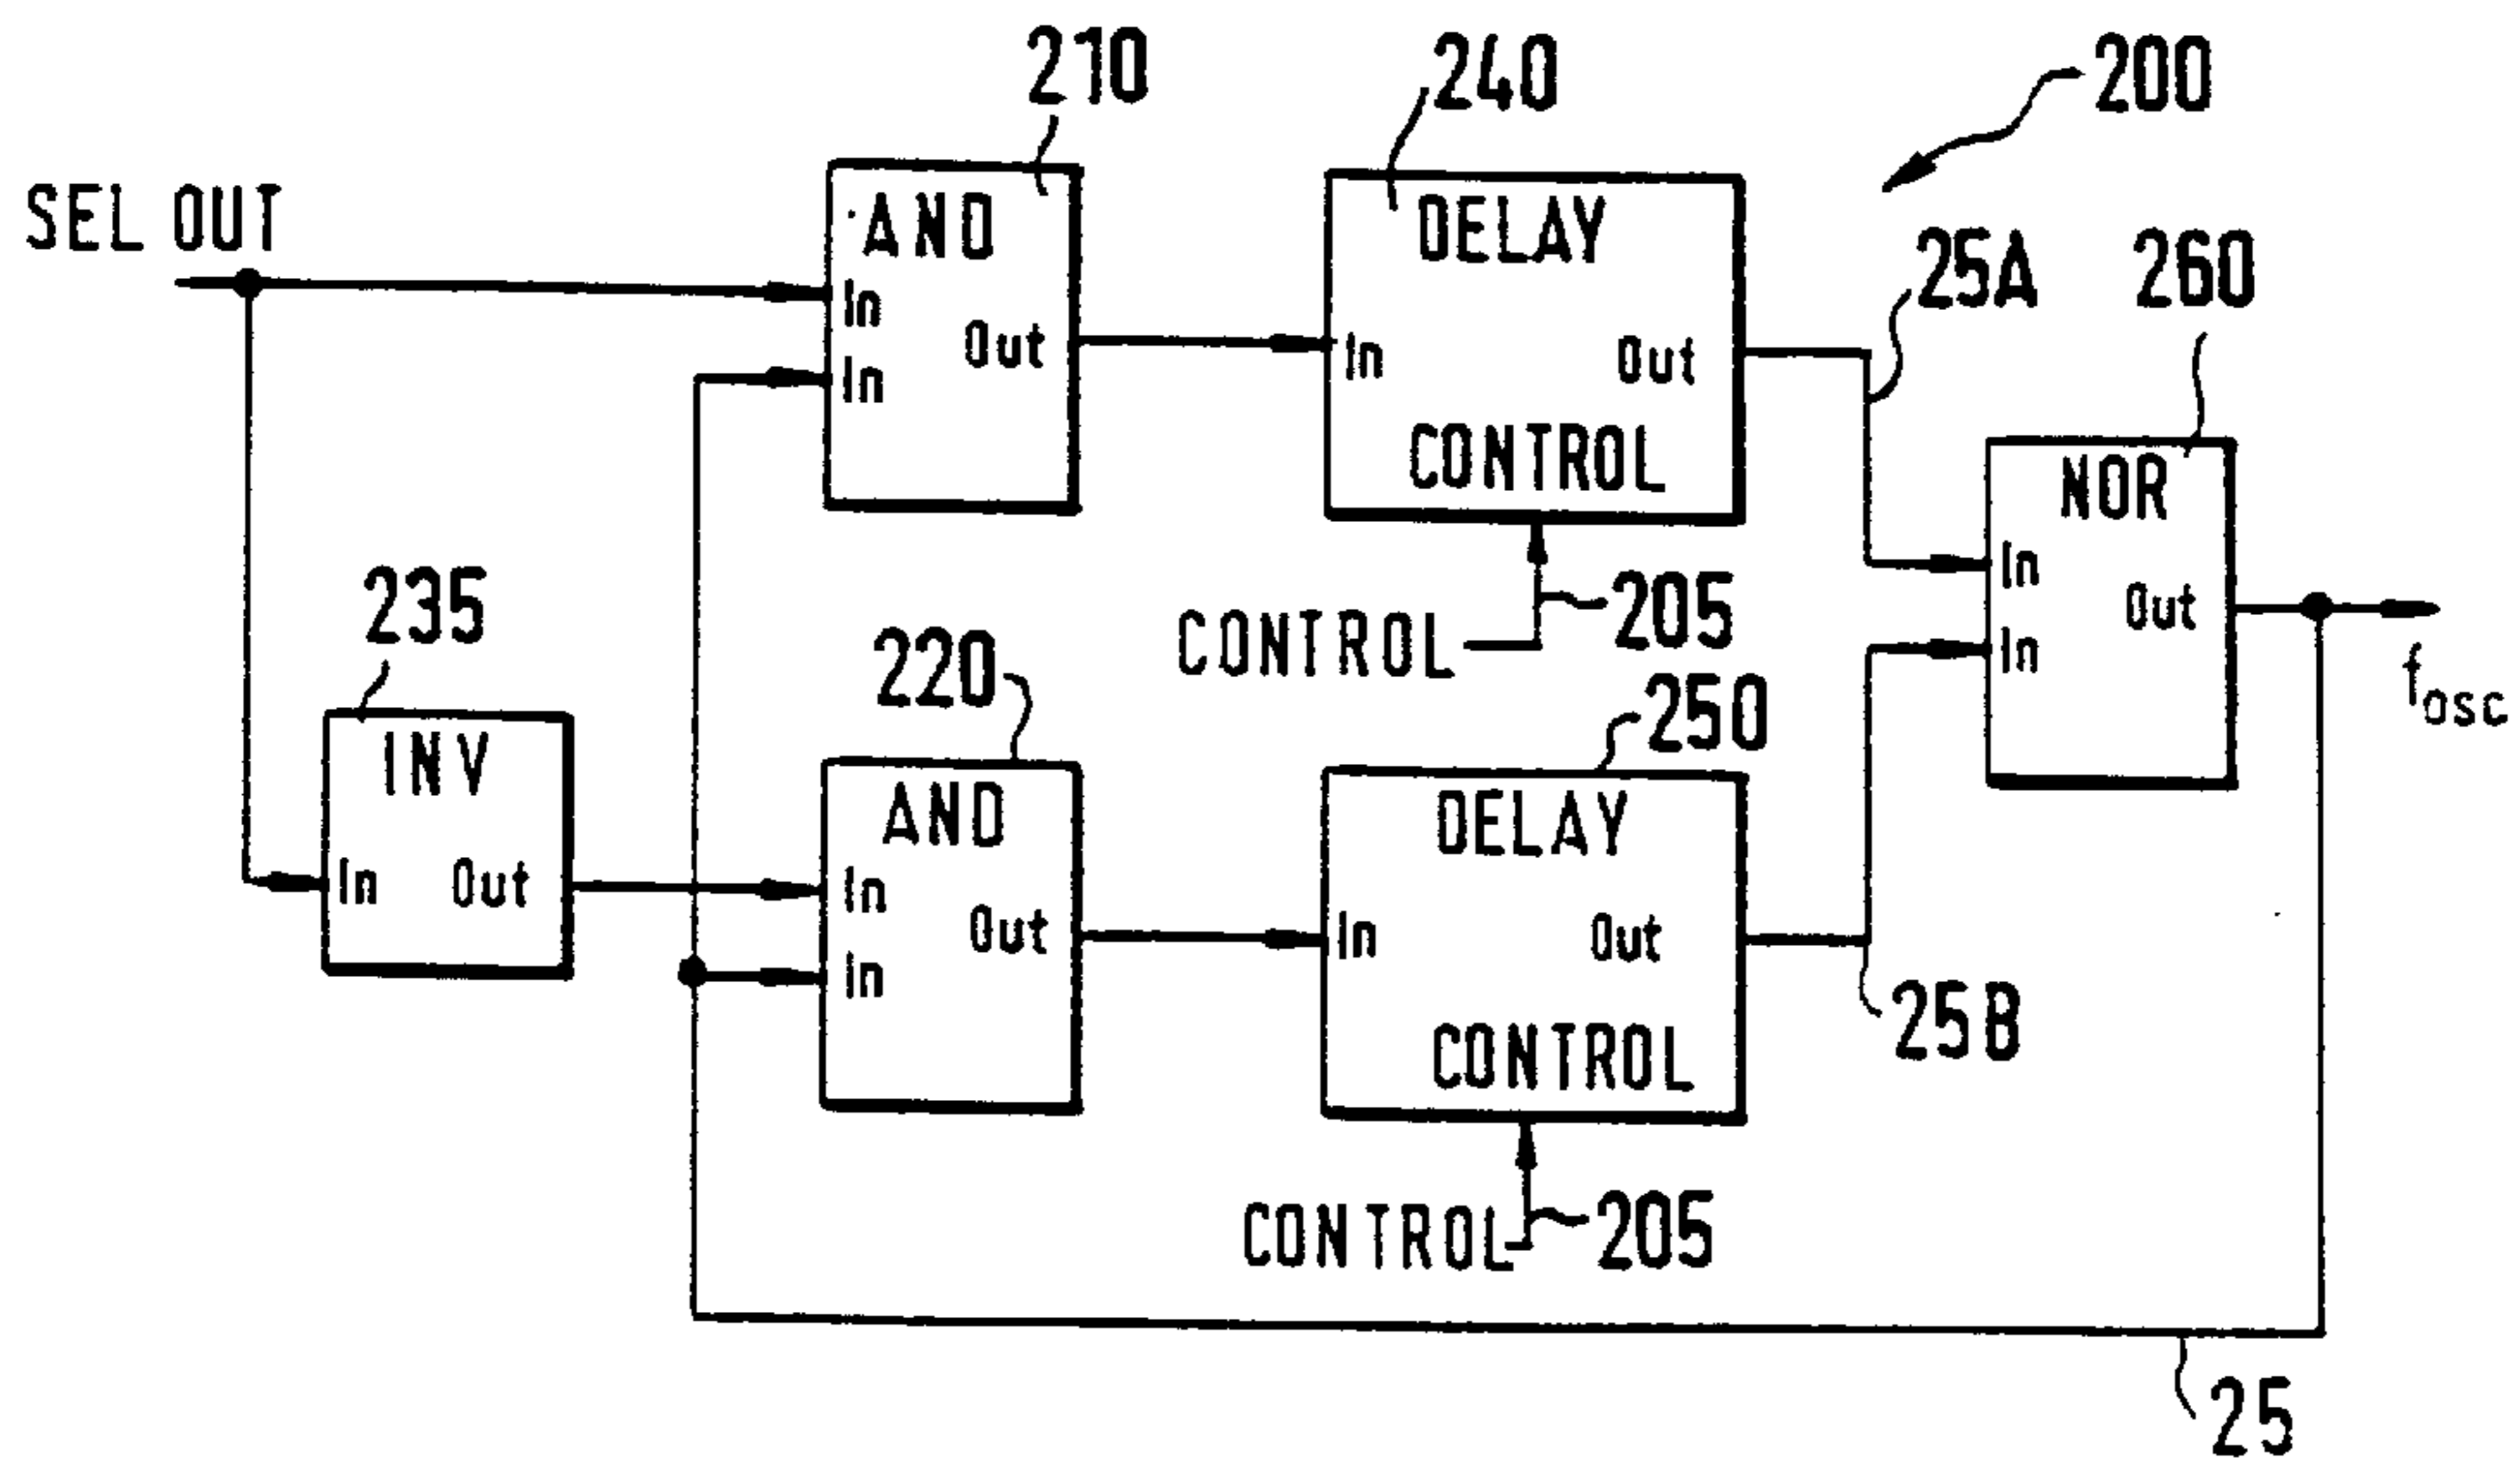 210
240
200
SEL OUT
AND
DELAY
25A
260
In
In
Out
In
Out
CONTROL
NOR
In
In
Out
235
220
CONTROL
205
250
fosc
INV
In
Out
AND
In
In
Out
DELAY
In
Out
CONTROL
25B
CONTROL
205
25